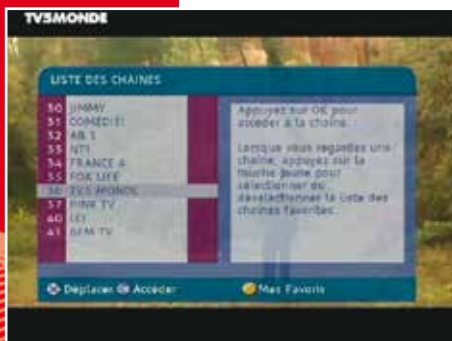 TV5MONDE
LISTE DES CHAINES
30 JIMMY
31 COMÉDIE!
32 AB 1
33 NT1
34 FRANCE 4
35 FOX LIFE
36 TV5 MONDE
37 PINK TV
40 LCI
41 BFM TV
Appuyez sur OK pour
accéder à la chaîne.
Lorsque vous regardez une
chaîne, appuyez sur la
touche jaune pour
sélectionner ou
désélectionner la liste des
chaînes favorites.
Déplacer OK Accéder
Mes Favoris